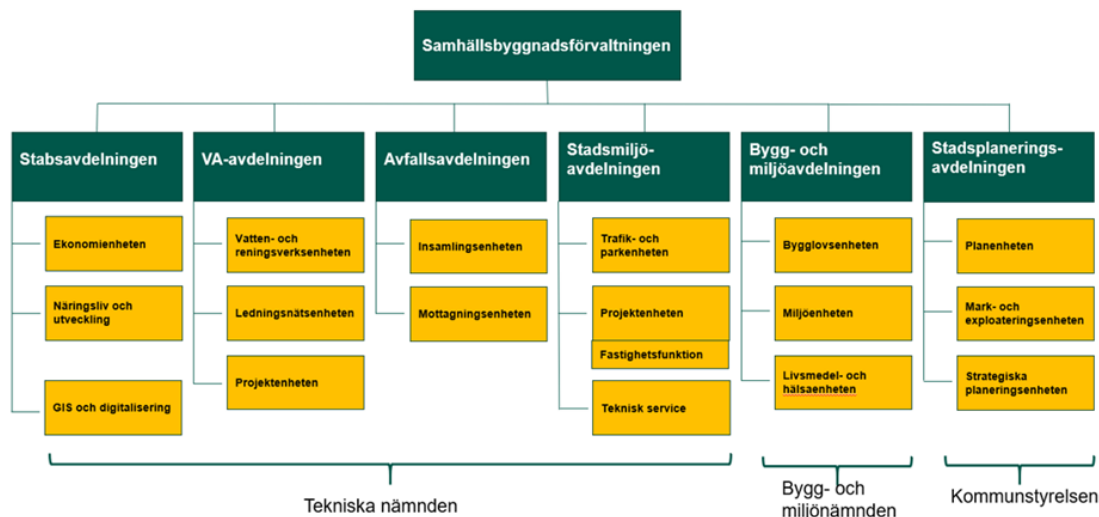 Samhällsbyggnadsförvaltningen
Stabsavdelningen
Ekonomienheten
Näringsliv och
utveckling
GIS och digitalisering
VA-avdelningen
Vatten- och
reningsverksenheten
Ledningsnätsenheten
Projektenheten
Avfallsavdelningen
Insamlingsenheten
Mottagningsenheten
Stadsmiljö-
avdelningen
Trafik- och
parkenheten
Projektenheten
Fastighetsfunktion
Teknisk service
Bygg- och
miljöavdelningen
Bygglovsenheten
Miljöenheten
Livsmedel- och
hälsaenheten
Stadsplanerings-
avdelningen
Planenheten
Mark- och
exploateringsenheten
Strategiska
planeringsenheten
Tekniska nämnden
Bygg- och
miljönämnden
Kommunstyrelsen